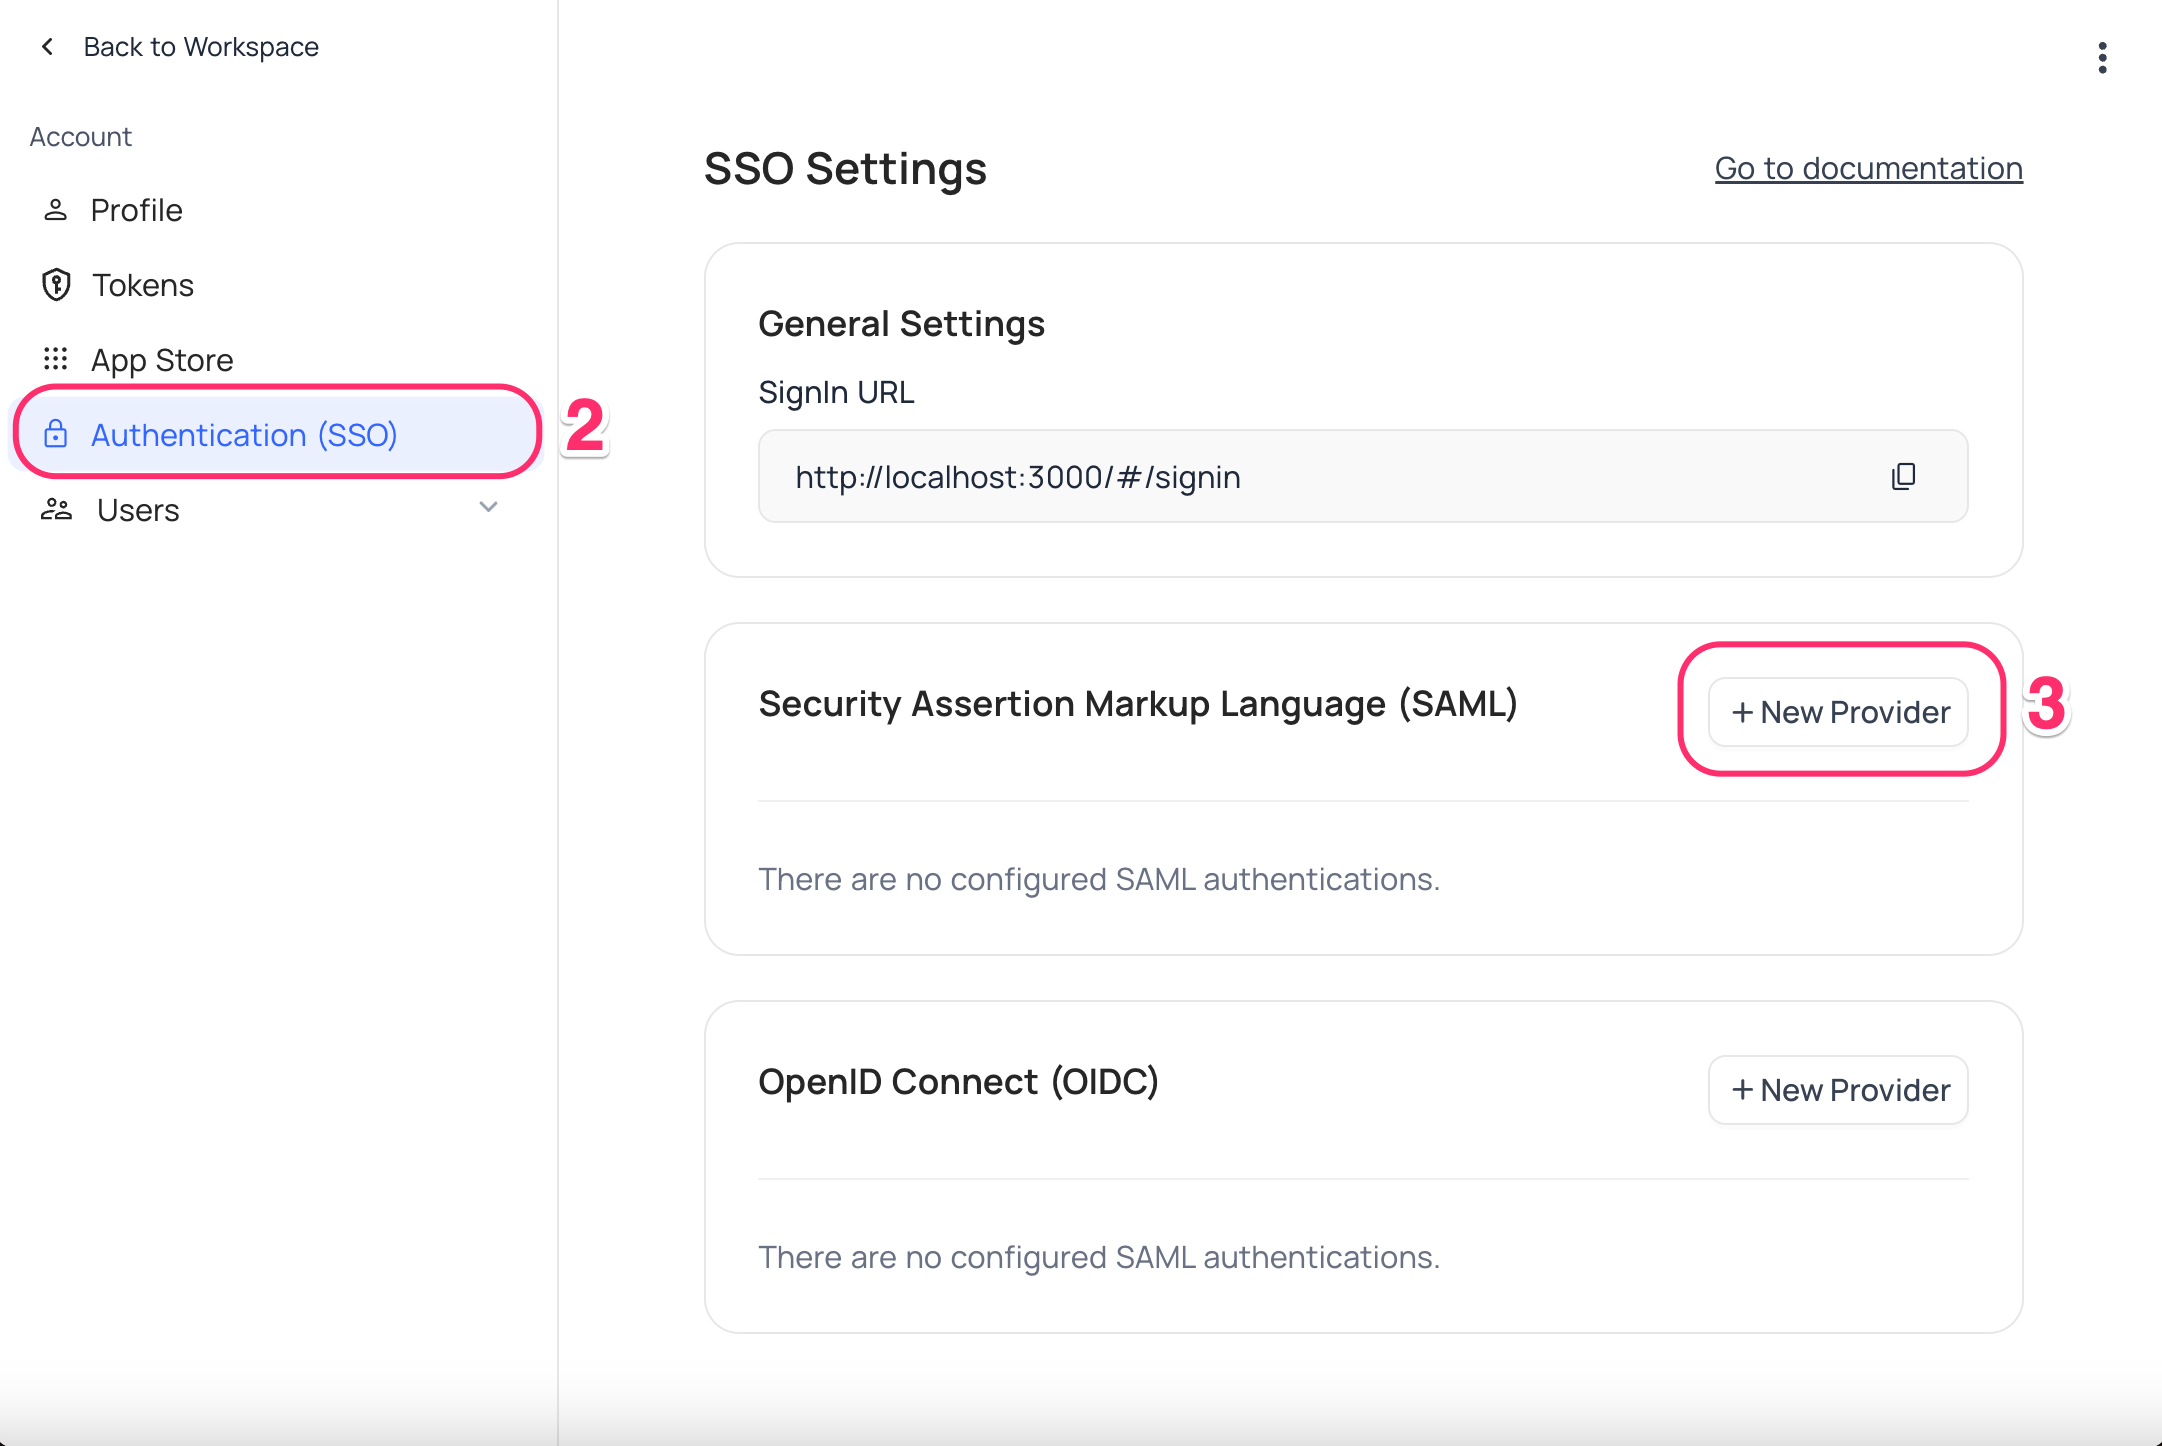 Back to Workspace
Account
Profile
Tokens
App Store
Authentication (SSO)
2
Users
SSO Settings
Go to documentation
General Settings
SignIn URL
http://localhost:3000/#/signin
Security Assertion Markup Language (SAML)
+ New Provider
3
There are no configured SAML authentications.
OpenID Connect (OIDC)
+ New Provider
There are no configured SAML authentications.